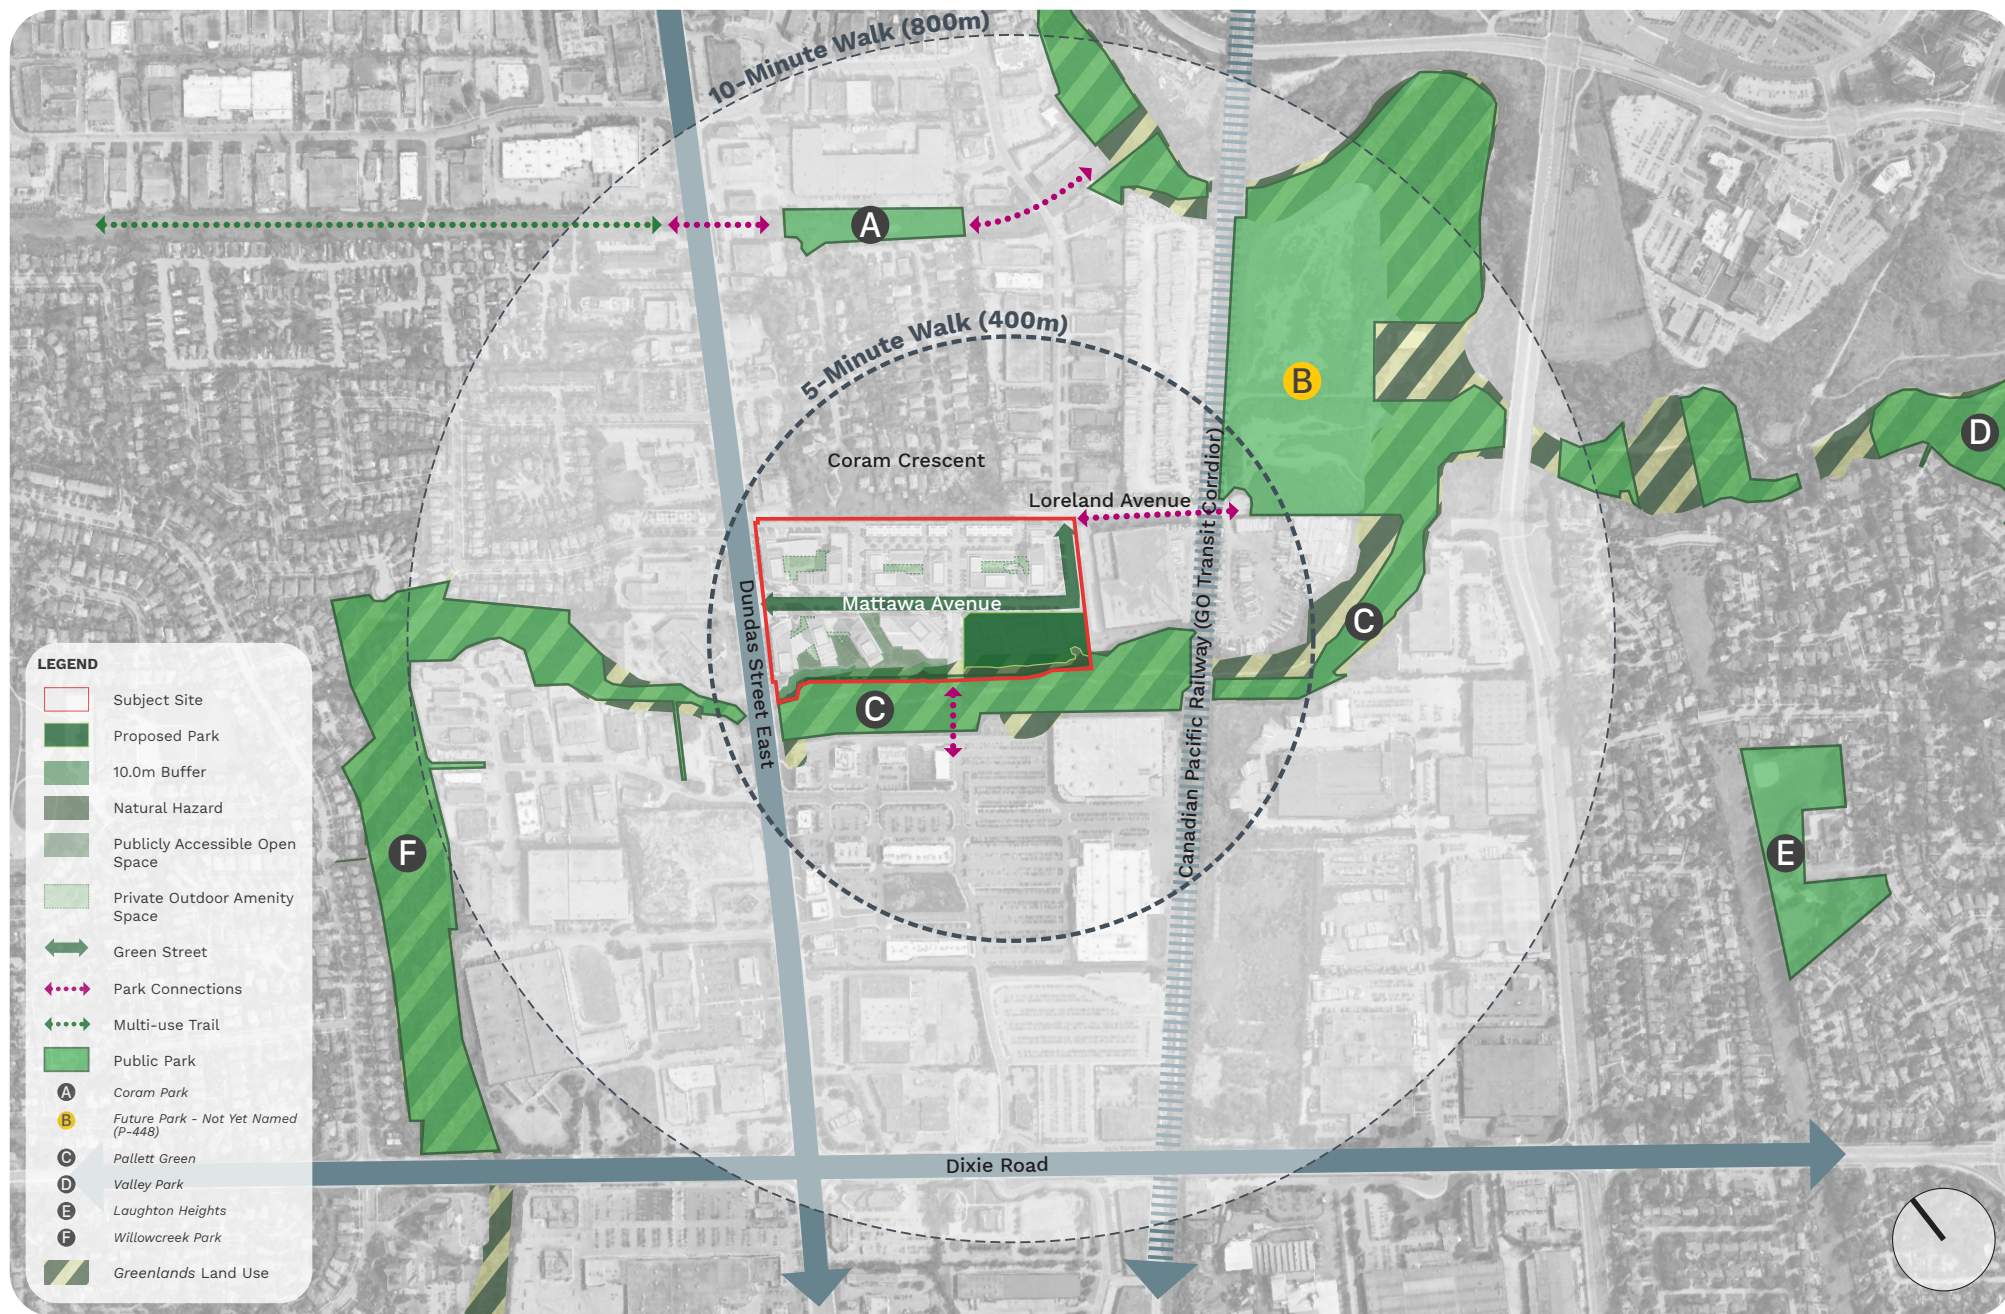 10-Minute Walk (800m)
A
5-Minute Walk (400m)
B
D
Coram Crescent
Loreland Avenue
Mattawa Avenue
Dundas Street East
Canadian Pacific Railway (GO Transit Corrdior)
C
C
F
E
Dixie Road
LEGEND
Subject Site
Proposed Park
10.0m Buffer
Natural Hazard
Publicly Accessible Open
Space
Private Outdoor Amenity
Space
Green Street
Park Connections
Multi-use Trail
Public Park
A Coram Park
B Future Park - Not Yet Named
(P-448)
C Pallett Green
D Valley Park
E Laughton Heights
F Willowcreek Park
Greenlands Land Use